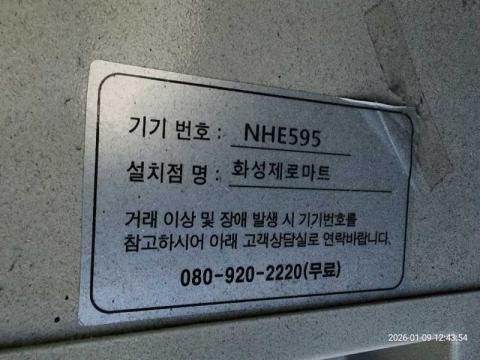 기기 번호 : NHE595
설치점 명 : 화성제로마트
거래 이상 및 장애 발생 시 기기번호를
참고하시어 아래 고객상담실로 연락바랍니다.
080-920-2220(무료)
2026-01-09 12:43:54